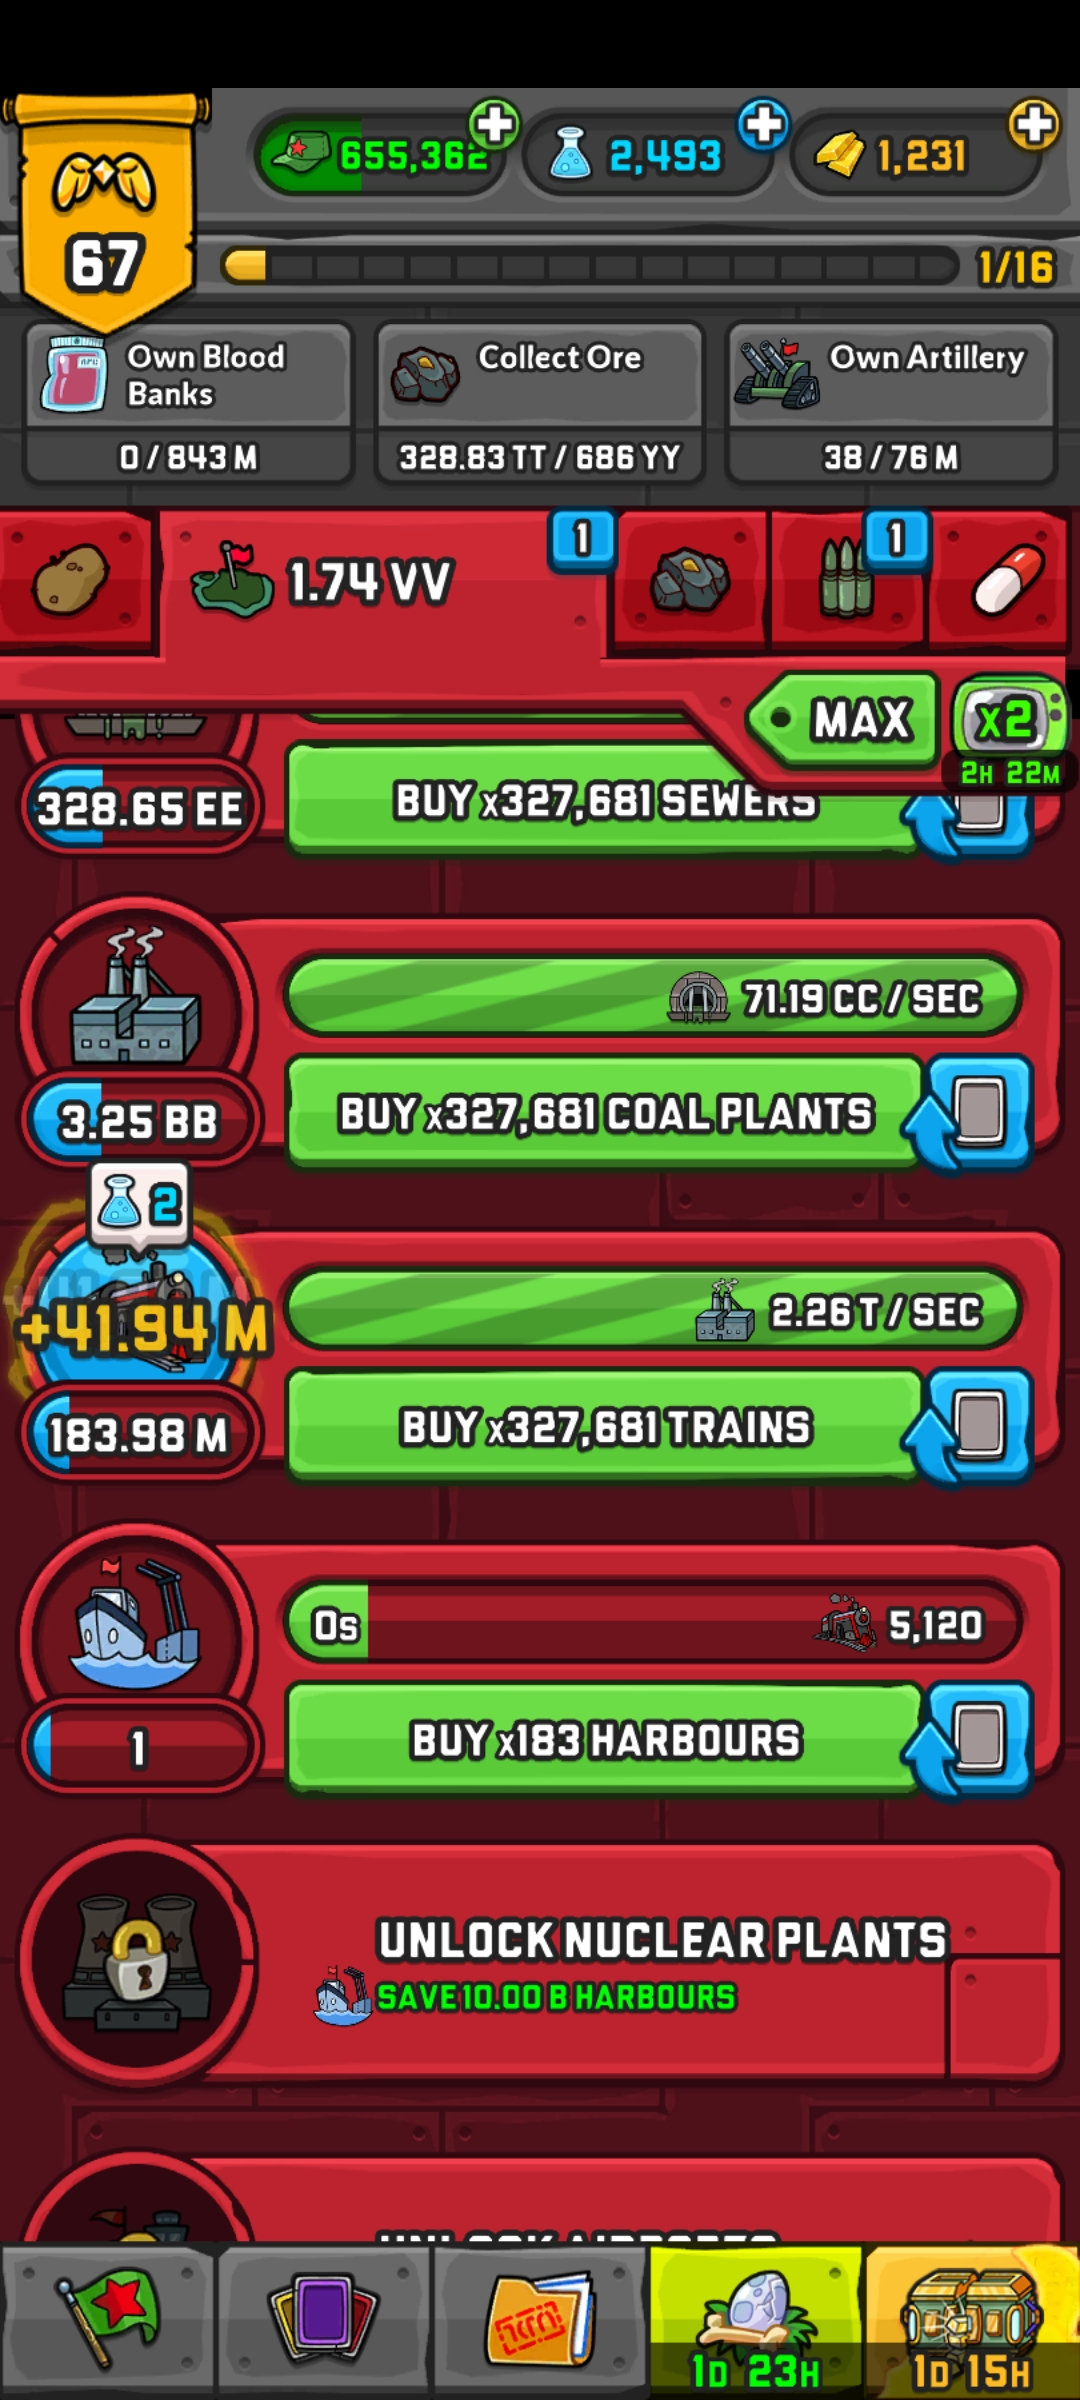 67
655,362
2,493
1,231
1/16
Own Blood
Banks
0 / 843 M
Collect Ore
328.83 TT / 686 YY
Own Artillery
38 / 76 M
1.74 VV
1
1
MAX
x2
2H 22M
328.65 EE
BUY x327,681 SEWERS
71.19 CC / SEC
3.25 BB
BUY x327,681 COAL PLANTS
2
+41.94 M
2.26 T / SEC
183.98 M
BUY x327,681 TRAINS
0s
5,120
1
BUY x183 HARBOURS
UNLOCK NUCLEAR PLANTS
SAVE 10.00 B HARBOURS
1D 23H
1D 15H